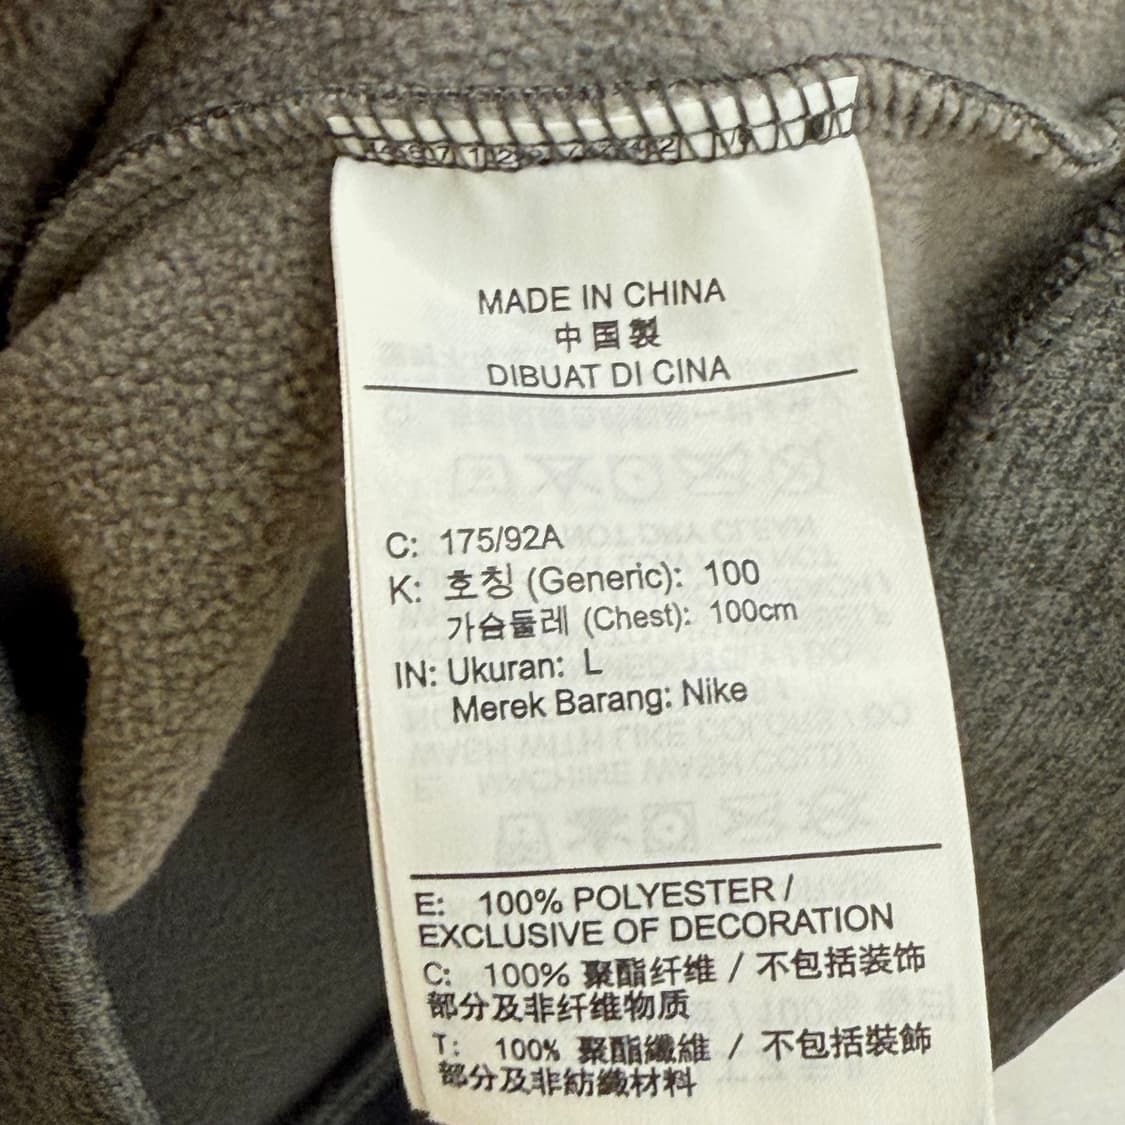 MADE IN CHINA
中国製
DIBUAT DI CINA
C: 175/92A
K: 호칭 (Generic): 100
가슴둘레 (Chest): 100cm
IN: Ukuran: L
Merek Barang: Nike
E: 100% POLYESTER /
EXCLUSIVE OF DECORATION
C: 100% 聚酯纤维 / 不包括装饰
部分及非纤维物质
T: 100% 聚酯纖維 / 不包括裝飾
部分及非紡織材料